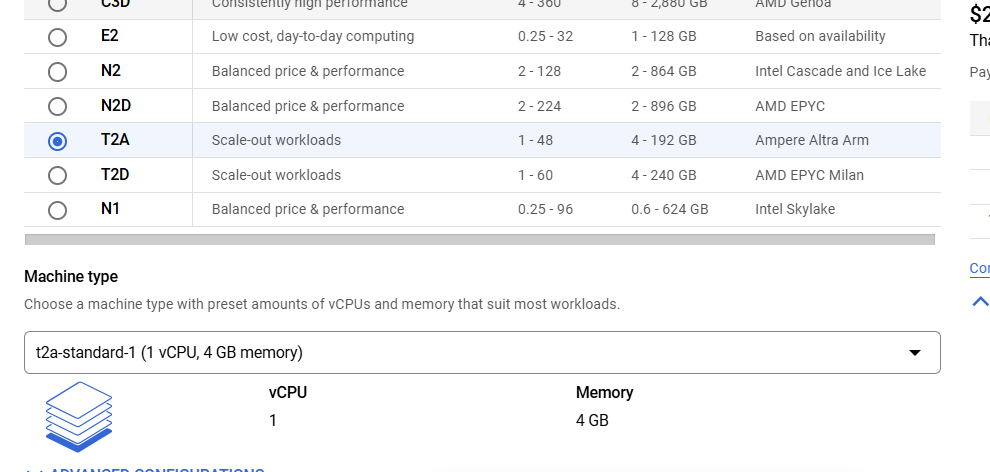 C3D Consistently high performance 4 - 360 8 - 2,880 GB AMD Genoa
$2
E2 Low cost, day-to-day computing 0.25 - 32 1 - 128 GB Based on availability
Tha
N2 Balanced price & performance 2 - 128 2 - 864 GB Intel Cascade and Ice Lake
Pay
N2D Balanced price & performance 2 - 224 2 - 896 GB AMD EPYC
T2A Scale-out workloads 1 - 48 4 - 192 GB Ampere Altra Arm
T2D Scale-out workloads 1 - 60 4 - 240 GB AMD EPYC Milan
N1 Balanced price & performance 0.25 - 96 0.6 - 624 GB Intel Skylake
Machine type
Con
Choose a machine type with preset amounts of vCPUs and memory that suit most workloads.
t2a-standard-1 (1 vCPU, 4 GB memory)
vCPU Memory
1 4 GB
ADVANCED CONFIGURATIONS